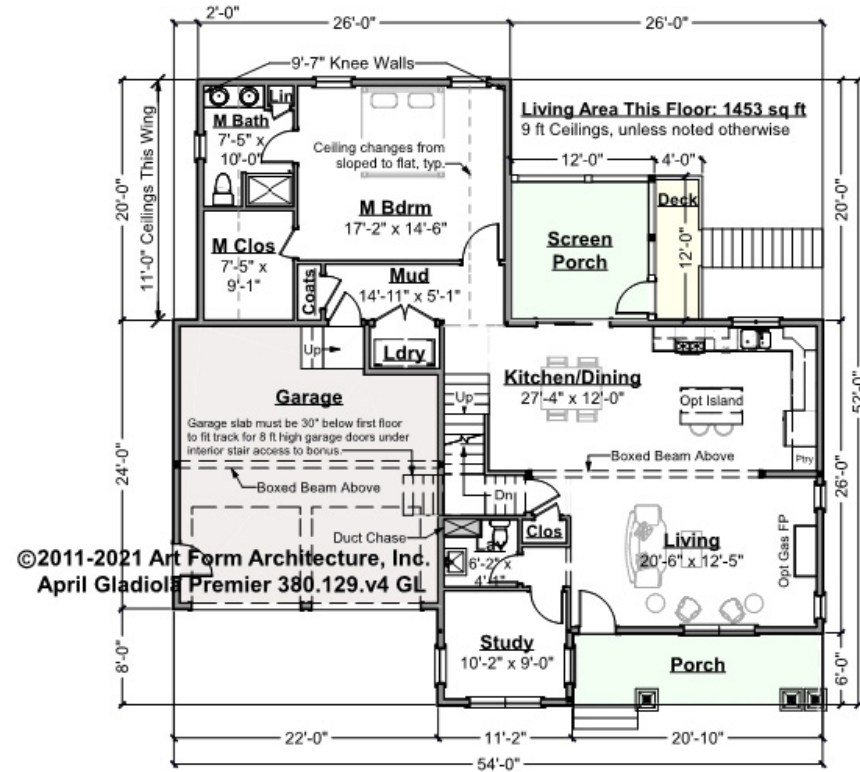 2'-0"
26'-0"
26'-0"
9'-7" Knee Walls
Lin
M Bath
7'-5" x
10'-0"
Ceiling changes from
sloped to flat, typ.
M Bdrm
17'-2" x 14'-6"
Living Area This Floor: 1453 sq ft
9 ft Ceilings, unless noted otherwise
12'-0"
4'-0"
Deck
12'-0"
Screen
Porch
20'-0"
11'-0" Ceilings This Wing
20'-0"
52'-0"
M Clos
7'-5" x
9'-1"
Coats
Mud
14'-11" x 5'-1"
Up
Ldry
Garage
Garage slab must be 30" below first floor
to fit track for 8 ft high garage doors under
interior stair access to bonus.
Boxed Beam Above
Up
Dn
Kitchen/Dining
27'-4" x 12'-0"
Opt Island
Ptry
Boxed Beam Above
24'-0"
26'-0"
Duct Chase
Lav
6'-2" x
4'-1"
Clos
Living
20'-6" x 12'-5"
Opt Gas FP
©2011-2021 Art Form Architecture, Inc.
April Gladiola Premier 380.129.v4 GL
Study
10'-2" x 9'-0"
Porch
8'-0"
6'-0"
22'-0"
11'-2"
20'-10"
54'-0"